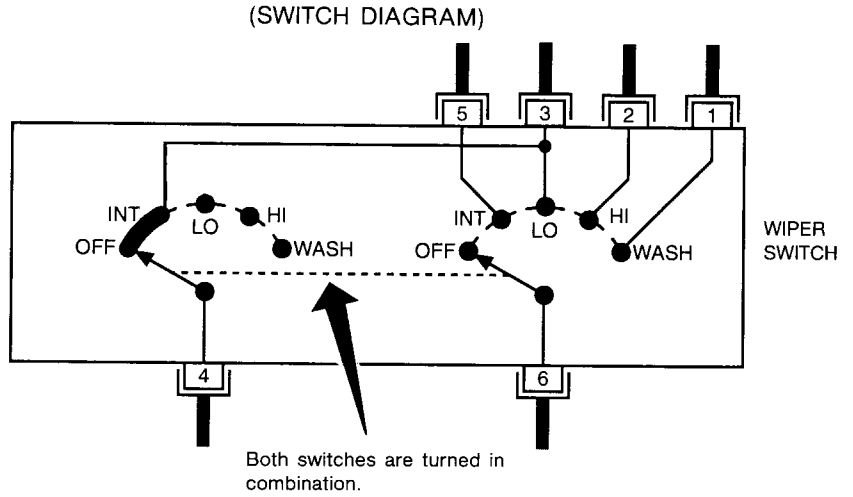 (SWITCH DIAGRAM)
5 3 2 1
INT LO HI
OFF WASH
INT LO HI
OFF WASH
WIPER
SWITCH
4 6
Both switches are turned in
combination.